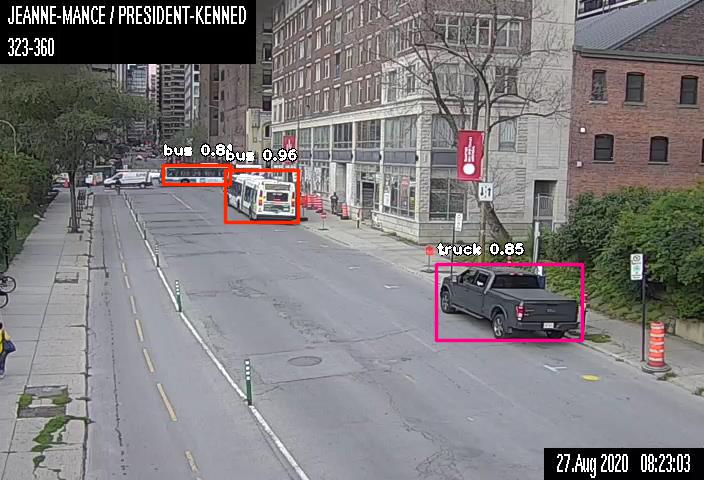 JEANNE-MANCE / PRESIDENT-KENNED
323-360
bus 0.8
bus 0.96
truck 0.85
27.Aug 2020 08:23:03